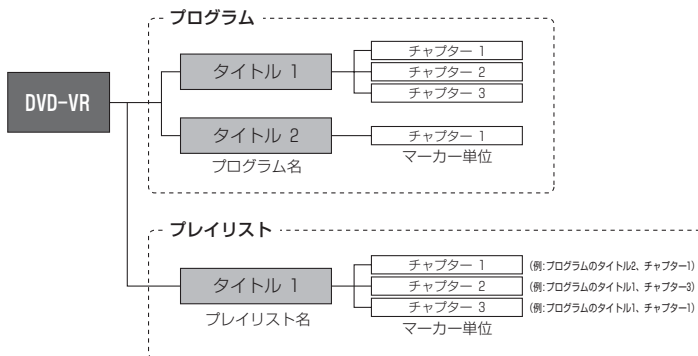 プログラム
DVD-VR
タイトル 1
チャプター 1
チャプター 2
チャプター 3
タイトル 2
チャプター 1
プログラム名
マーカー単位
プレイリスト
タイトル 1
チャプター 1 (例:プログラムのタイトル2、チャプター1)
チャプター 2 (例:プログラムのタイトル1、チャプター3)
チャプター 3 (例:プログラムのタイトル1、チャプター1)
プレイリスト名
マーカー単位